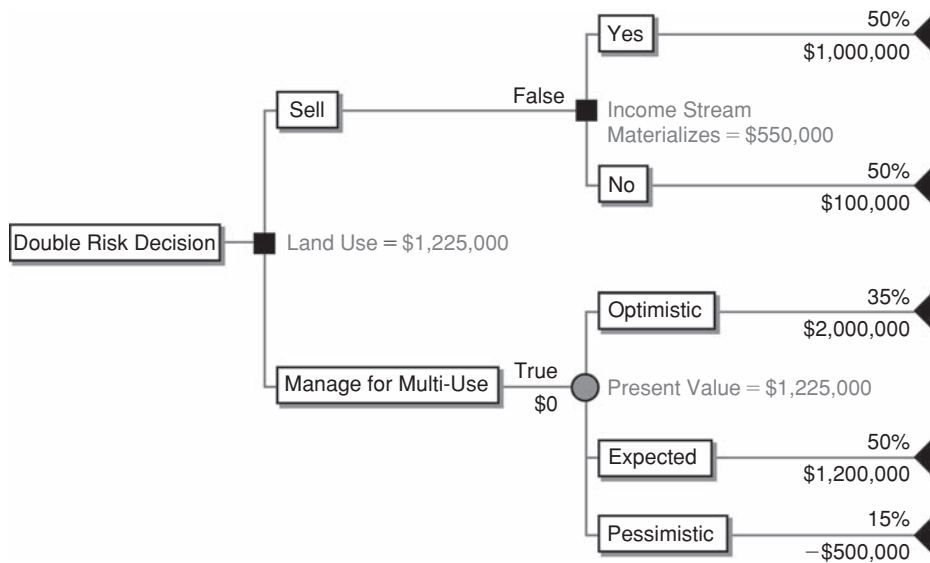 50%
Yes
$1,000,000
Sell
False
Income Stream
Materializes = $550,000
50%
No
$100,000
Double Risk Decision
Land Use = $1,225,000
35%
Optimistic
$2,000,000
Manage for Multi-Use
True
$0
Present Value = $1,225,000
50%
Expected
$1,200,000
15%
Pessimistic
−$500,000